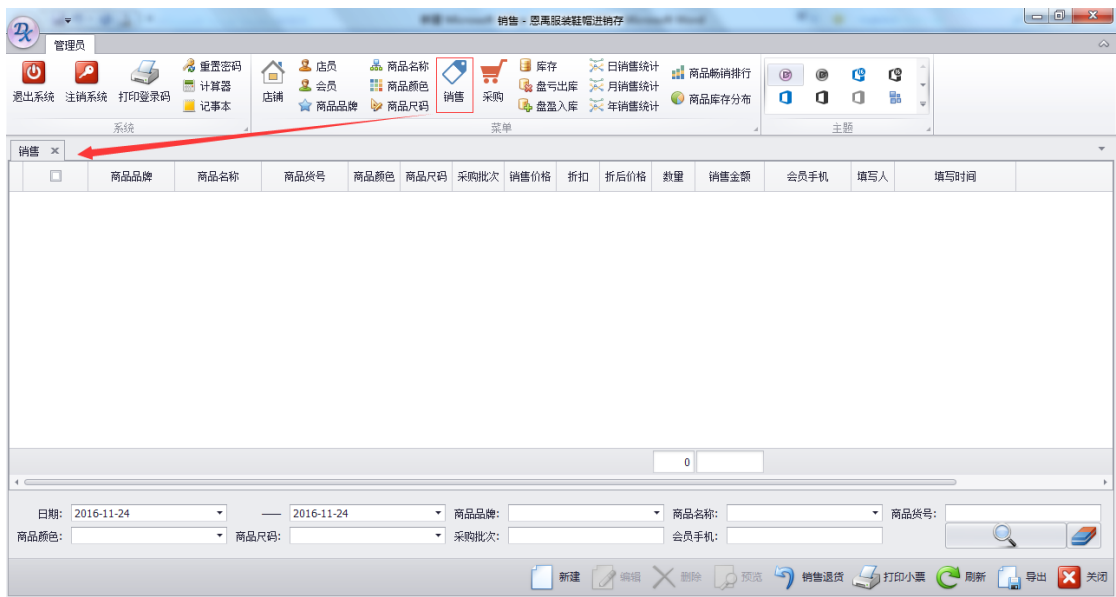 销售 - 恩禹服装鞋帽进销存
管理员
退出系统 注销系统 打印登录码 重置密码 计算器 记事本
系统
店铺 店员 会员 商品品牌 商品名称 商品颜色 商品尺码 销售 采购 库存 盘亏出库 盘盈入库 日销售统计 月销售统计 年销售统计 商品畅销排行 商品库存分布
菜单
主题
销售 ×
商品品牌 商品名称 商品货号 商品颜色 商品尺码 采购批次 销售价格 折扣 折后价格 数量 销售金额 会员手机 填写人 填写时间
0
日期: 2016-11-24 —— 2016-11-24 商品品牌: 商品名称: 商品货号:
商品颜色: 商品尺码: 采购批次: 会员手机:
新建 编辑 删除 预览 销售退货 打印小票 刷新 导出 关闭